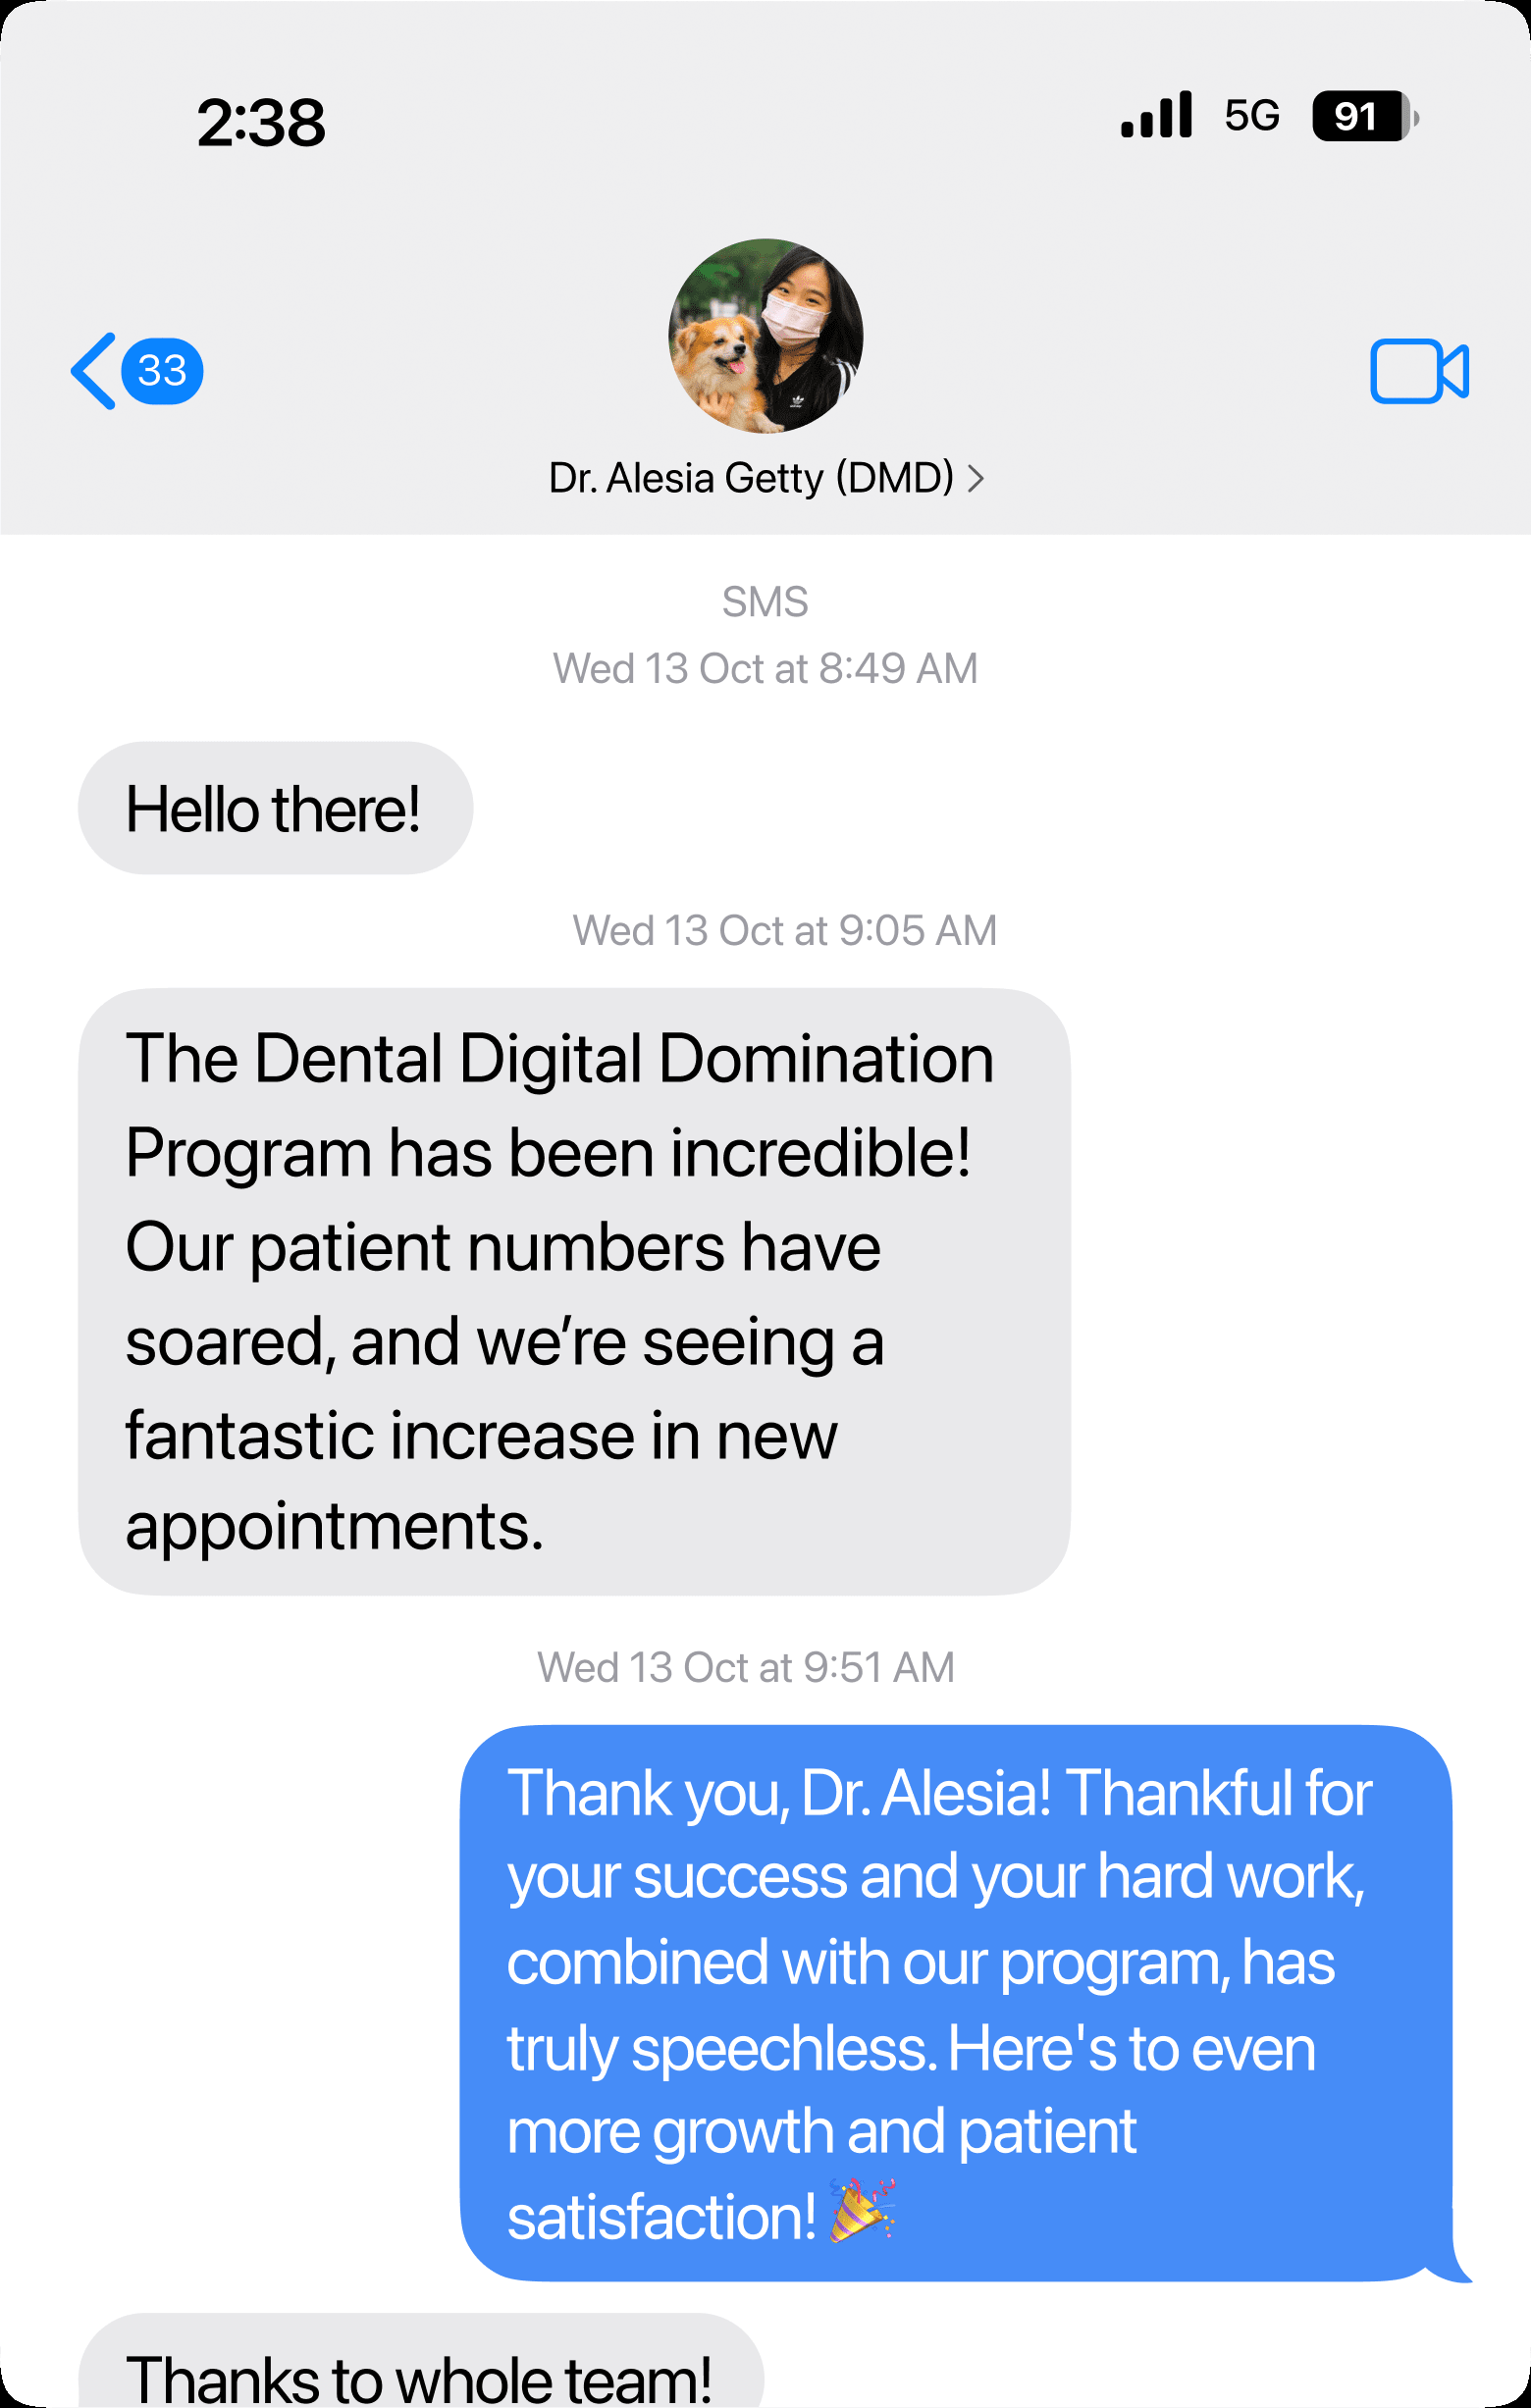 2:38
5G
91
33
Dr. Alesia Getty (DMD)
SMS
Wed 13 Oct at 8:49 AM
Hello there!
Wed 13 Oct at 9:05 AM
The Dental Digital Domination
Program has been incredible!
Our patient numbers have
soared, and we’re seeing a
fantastic increase in new
appointments.
Wed 13 Oct at 9:51 AM
Thank you, Dr. Alesia! Thankful for
your success and your hard work,
combined with our program, has
truly speechless. Here's to even
more growth and patient
satisfaction! 🎉
Thanks to whole team!